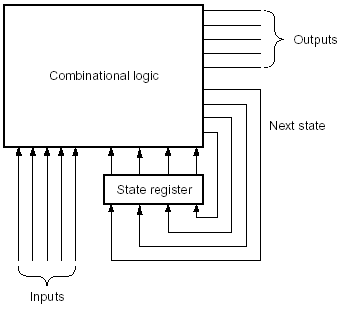 Combinational logic
Outputs
Next state
State register
Inputs